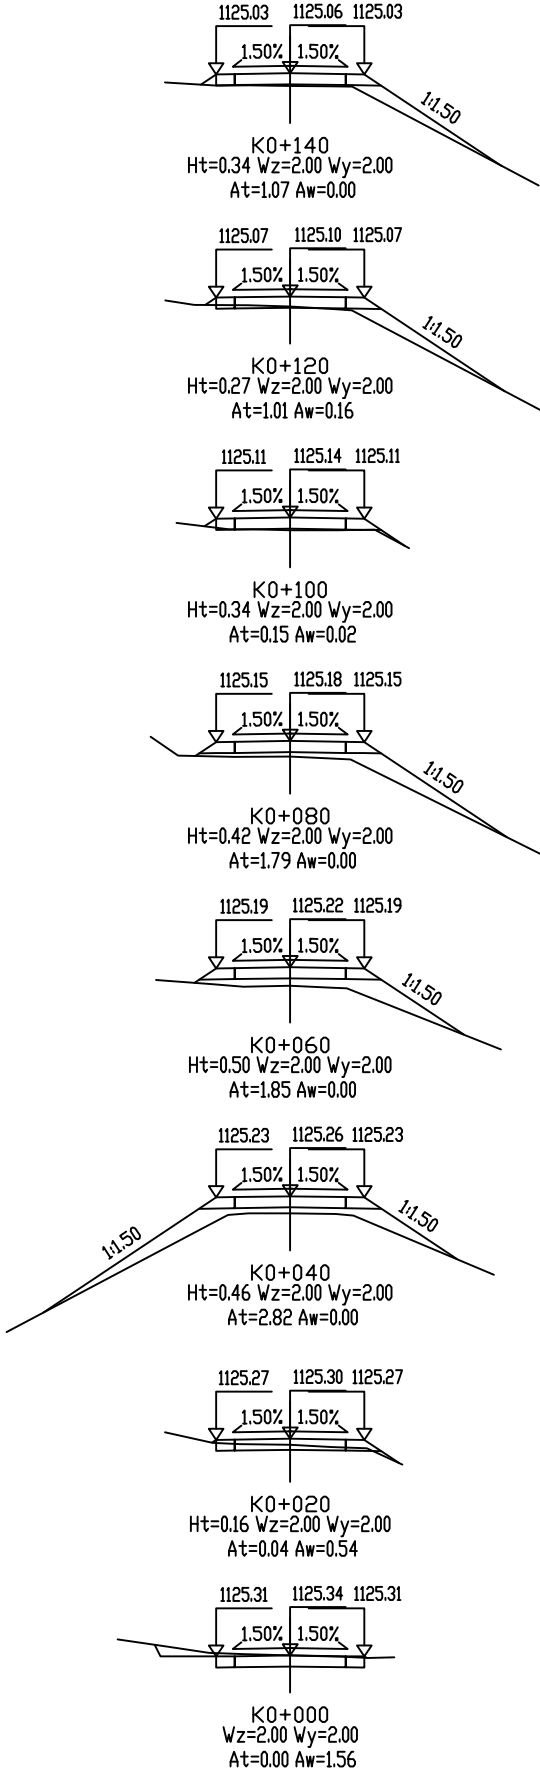 1125.03 1125.06 1125.03
1.50% 1.50%
1:1.50
K0+140
Ht=0.34 Wz=2.00 Wy=2.00
At=1.07 Aw=0.00
1125.07 1125.10 1125.07
1.50% 1.50%
1:1.50
K0+120
Ht=0.27 Wz=2.00 Wy=2.00
At=1.01 Aw=0.16
1125.11 1125.14 1125.11
1.50% 1.50%
K0+100
Ht=0.34 Wz=2.00 Wy=2.00
At=0.15 Aw=0.02
1125.15 1125.18 1125.15
1.50% 1.50%
1:1.50
K0+080
Ht=0.42 Wz=2.00 Wy=2.00
At=1.79 Aw=0.00
1125.19 1125.22 1125.19
1.50% 1.50%
1:1.50
K0+060
Ht=0.50 Wz=2.00 Wy=2.00
At=1.85 Aw=0.00
1125.23 1125.26 1125.23
1.50% 1.50%
1:1.50 1:1.50
K0+040
Ht=0.46 Wz=2.00 Wy=2.00
At=2.82 Aw=0.00
1125.27 1125.30 1125.27
1.50% 1.50%
K0+020
Ht=0.16 Wz=2.00 Wy=2.00
At=0.04 Aw=0.54
1125.31 1125.34 1125.31
1.50% 1.50%
K0+000
Wz=2.00 Wy=2.00
At=0.00 Aw=1.56